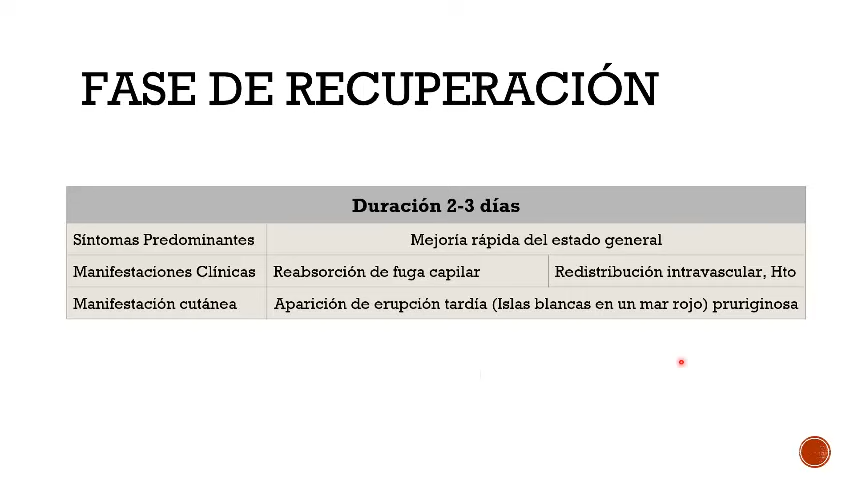 FASE DE RECUPERACIÓN
Duración 2-3 días
Síntomas Predominantes Mejoría rápida del estado general
Manifestaciones Clínicas Reabsorción de fuga capilar Redistribución intravascular, Hto
Manifestación cutánea Aparición de erupción tardía (Islas blancas en un mar rojo) pruriginosa